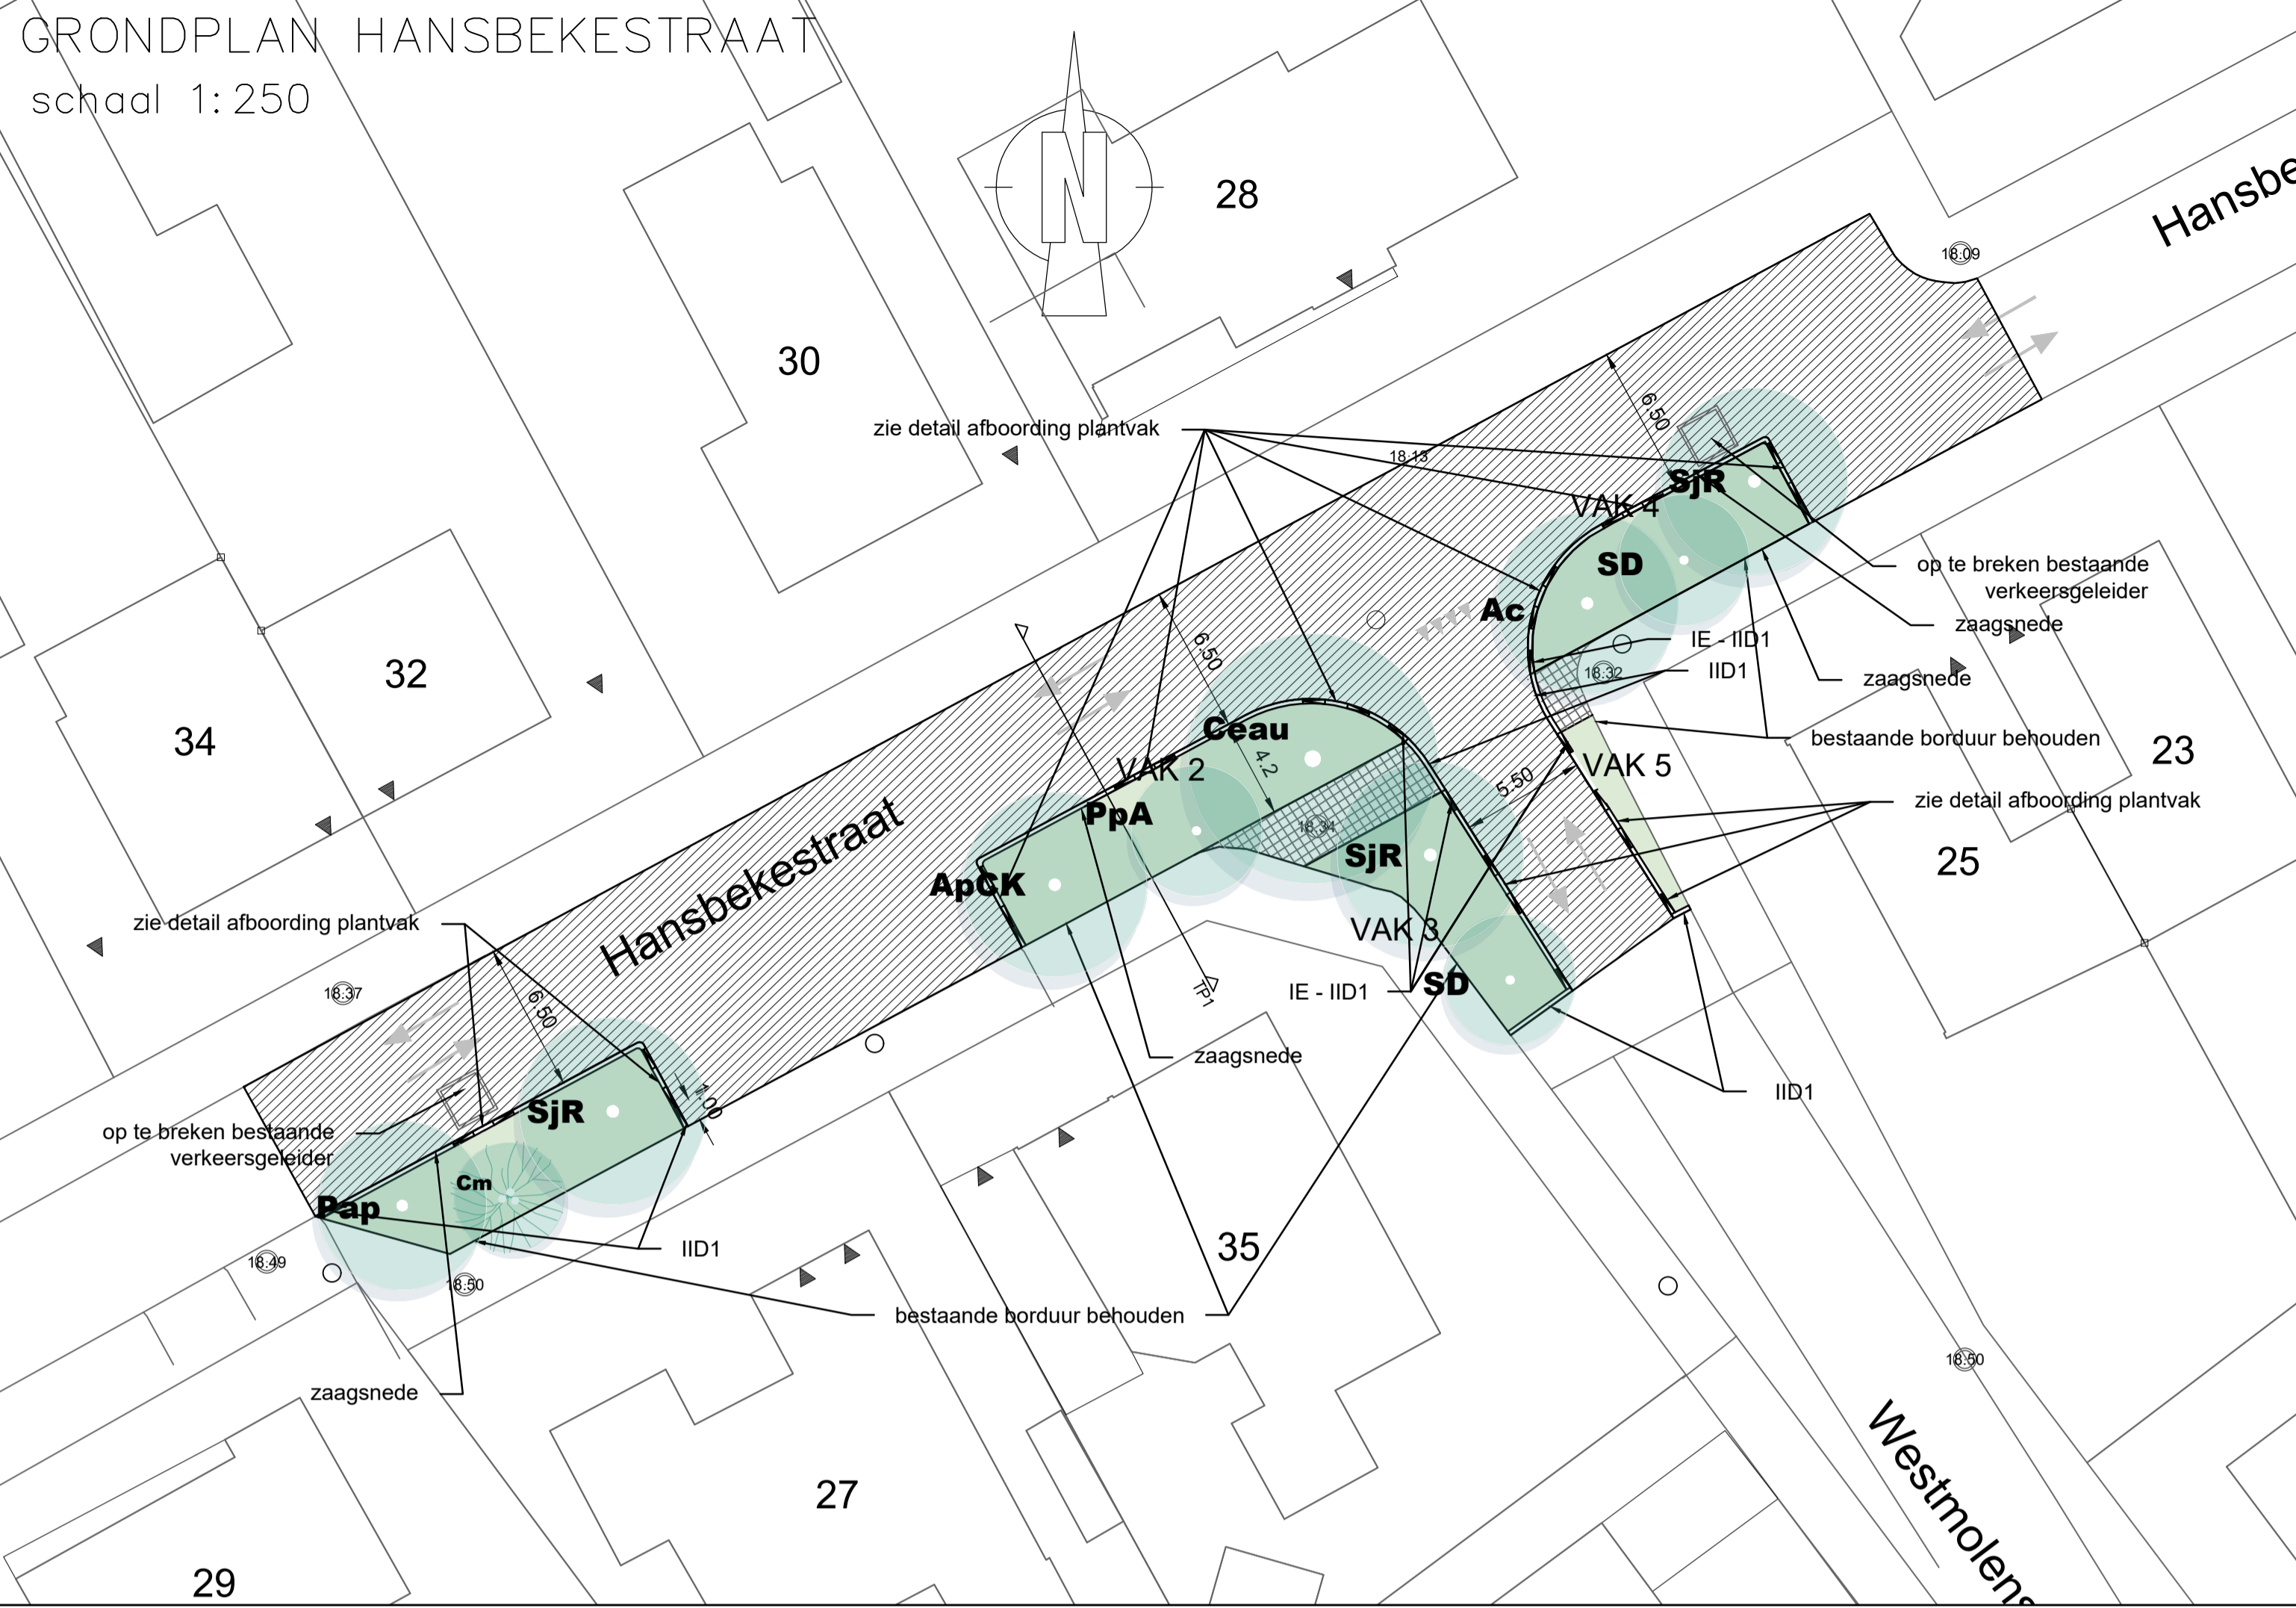 GRONDPLAN HANSBEKESTRAAT
schaal 1:250
N
28
Hansbe
18:09
30
6.50
zie detail afboording plantvak
18:13
SjR
VAK 4
SD
op te breken bestaande
verkeersgeleider
Ac
zaagsnede
IE - IID1
IID1
18:32
zaagsnede
6.50
32
34
Ceau
4.2
VAK 2
bestaande borduur behouden
23
VAK 5
5.50
zie detail afboording plantvak
PpA
18:34
SjR
25
ApCK
Hansbekestraat
zie detail afboording plantvak
VAK 3
SD
IE - IID1
TP1
18:37
6.50
zaagsnede
IID1
1.00
SjR
op te breken bestaande
verkeersgeleider
Cm
Pap
IID1
35
18:49
18:50
bestaande borduur behouden
18:50
zaagsnede
Westmolens
27
29